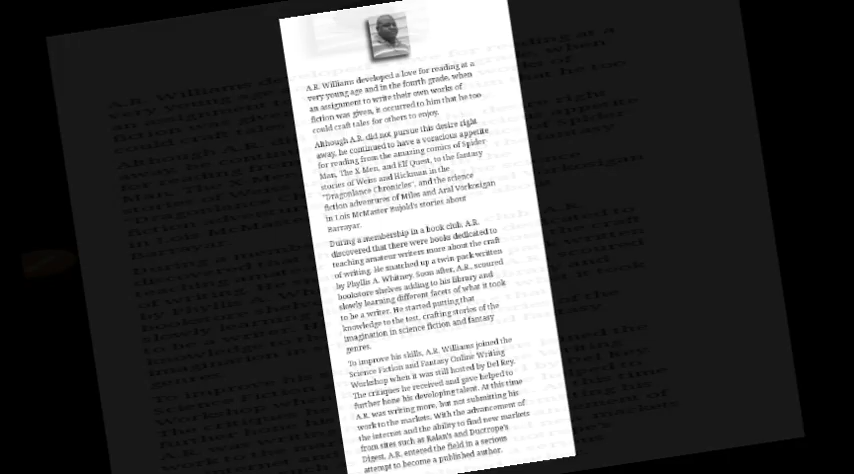 A.R. Williams developed a love for reading at a
very young age and in the fourth grade, when
an assignment to write their own works of
fiction was given, it occurred to him that he too
could craft tales for others to enjoy.
Although A.R. did not pursue this desire right
away, he continued to have a voracious appetite
for reading from the amazing comics of Spider-
Man, The X-Men, and Elf Quest, to the fantasy
stories of Weiss and Hickman in the
"Dragonlance Chronicles", and the science
fiction adventures of Miles and Aral Vorkosigan
in Lois McMaster Bujold's stories about
Barrayar.
During a membership in a book club, A.R.
discovered that there were books dedicated to
teaching amateur writers more about the craft
of writing. He snatched up a twin pack written
by Phyllis A. Whitney. Soon after, A.R., scoured
bookstore shelves adding to his library and
slowly learning different facets of what it took
to be a writer. He started putting that
knowledge to the test, crafting stories of the
imagination in science fiction and fantasy
genres.
To improve his skills, A.R. Williams joined the
Science Fiction and Fantasy Online Writing
Workshop when it was still hosted by Del Rey.
The critiques he received and gave helped to
further hone his developing talent. At this time
A.R. was writing more, but not submitting his
work to the markets. With the advancement of
the internet and the ability to find new markets
from sites such as Ralan's and Duotrope's
Digest, A.R. entered the field in a serious
attempt to become a published author.